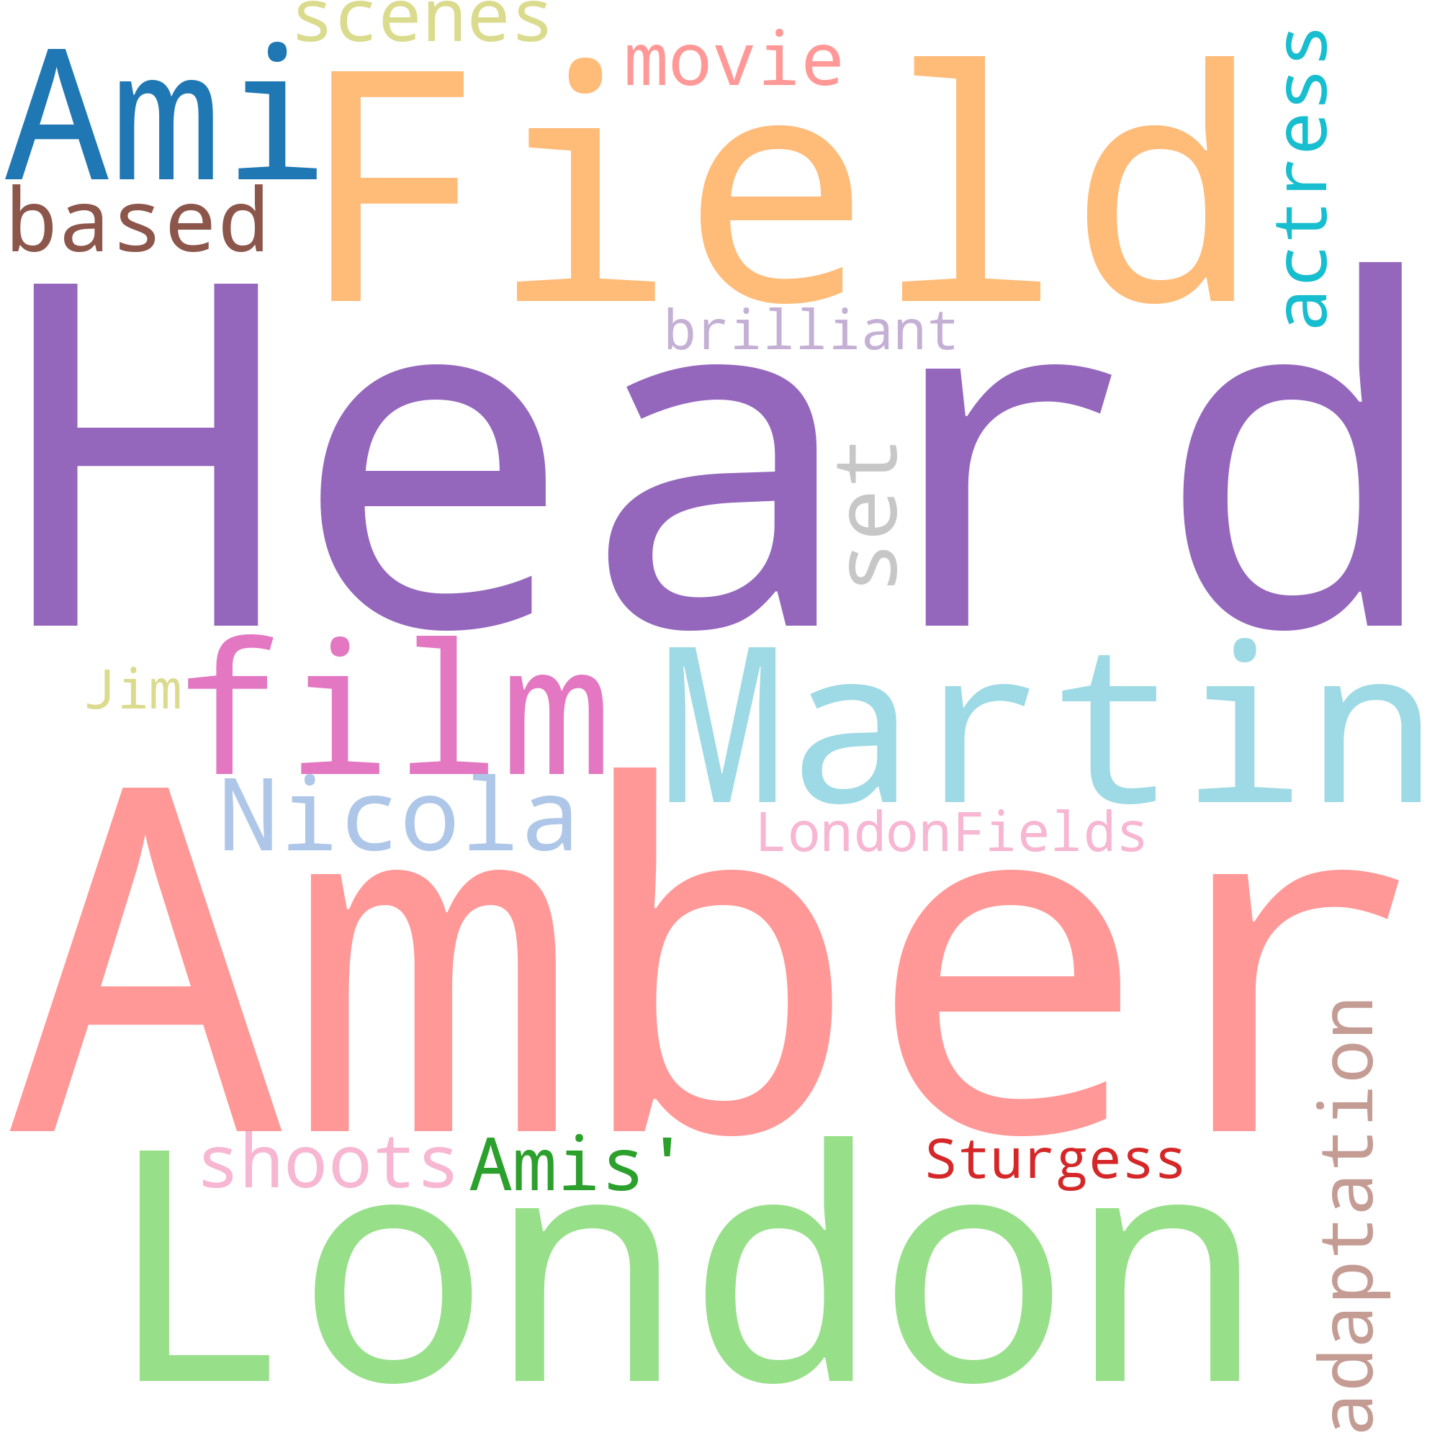 scenes
movie
Ami
Field
actress
based
brilliant
Heard
set
film
Martin
Jim
Nicola
LondonFields
Amber
adaptation
shoots
Amis'
Sturgess
London